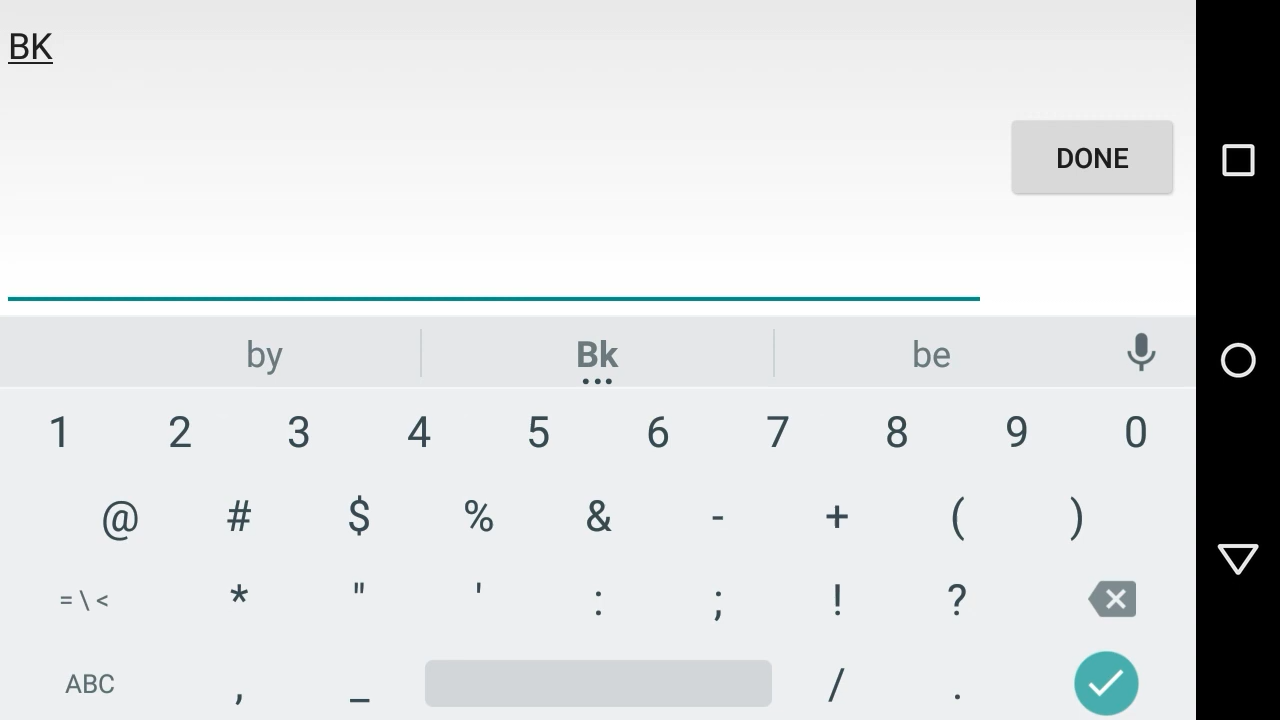 BK
DONE
by Bk be
1 2 3 4 5 6 7 8 9 0
@ # $ % & - + ( )
= \ < * " ' : ; ! ?
ABC , _ / .